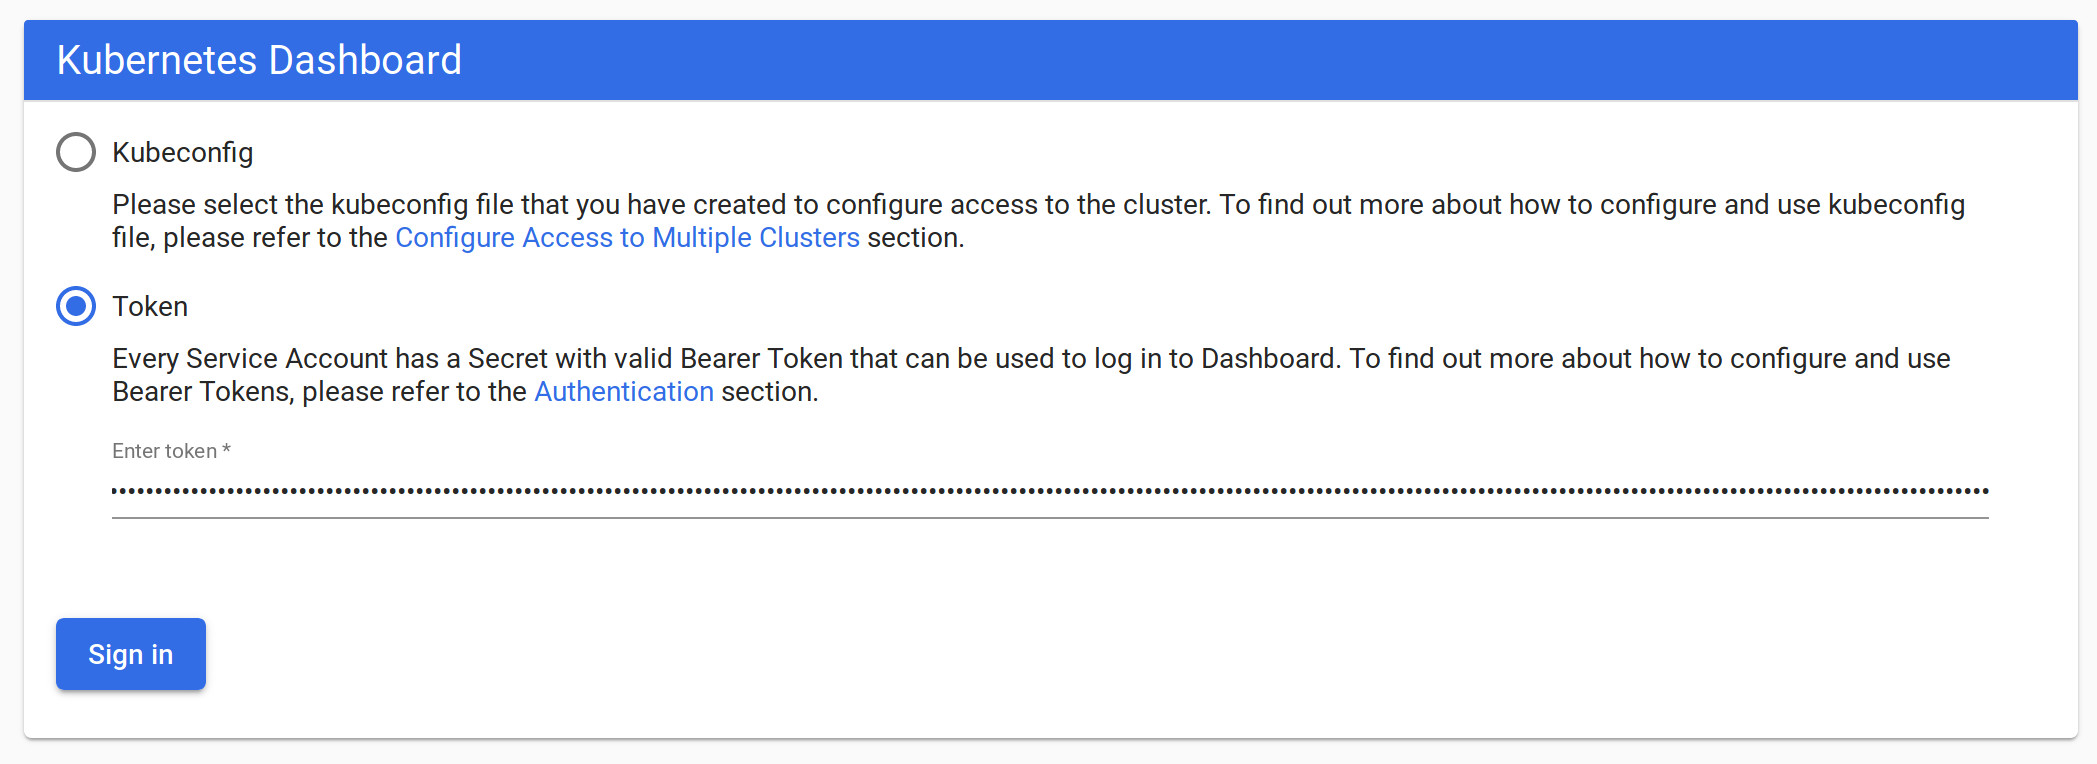 Kubernetes Dashboard
Kubeconfig
Please select the kubeconfig file that you have created to configure access to the cluster. To find out more about how to configure and use kubeconfig
file, please refer to the Configure Access to Multiple Clusters section.
Token
Every Service Account has a Secret with valid Bearer Token that can be used to log in to Dashboard. To find out more about how to configure and use
Bearer Tokens, please refer to the Authentication section.
Enter token *
Sign in